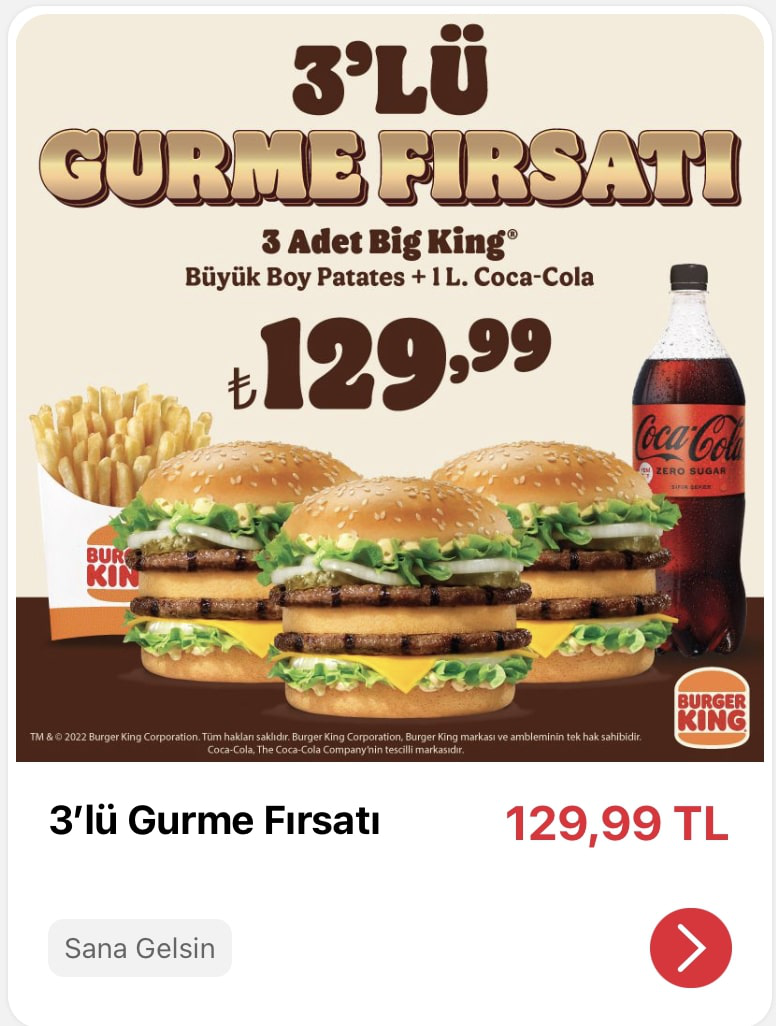 3'LÜ
GURME FIRSATI
3 Adet Big King®
Büyük Boy Patates + 1 L. Coca-Cola
₺129,99
Coca-Cola
ZERO SUGAR
BURGER
KING
TM & © 2022 Burger King Corporation. Tüm hakları saklıdır. Burger King Corporation, Burger King markası ve ambleminin tek hak sahibidir.
Coca-Cola, The Coca-Cola Company'nin tescilli markasıdır.
3'lü Gurme Fırsatı
129,99 TL
Sana Gelsin